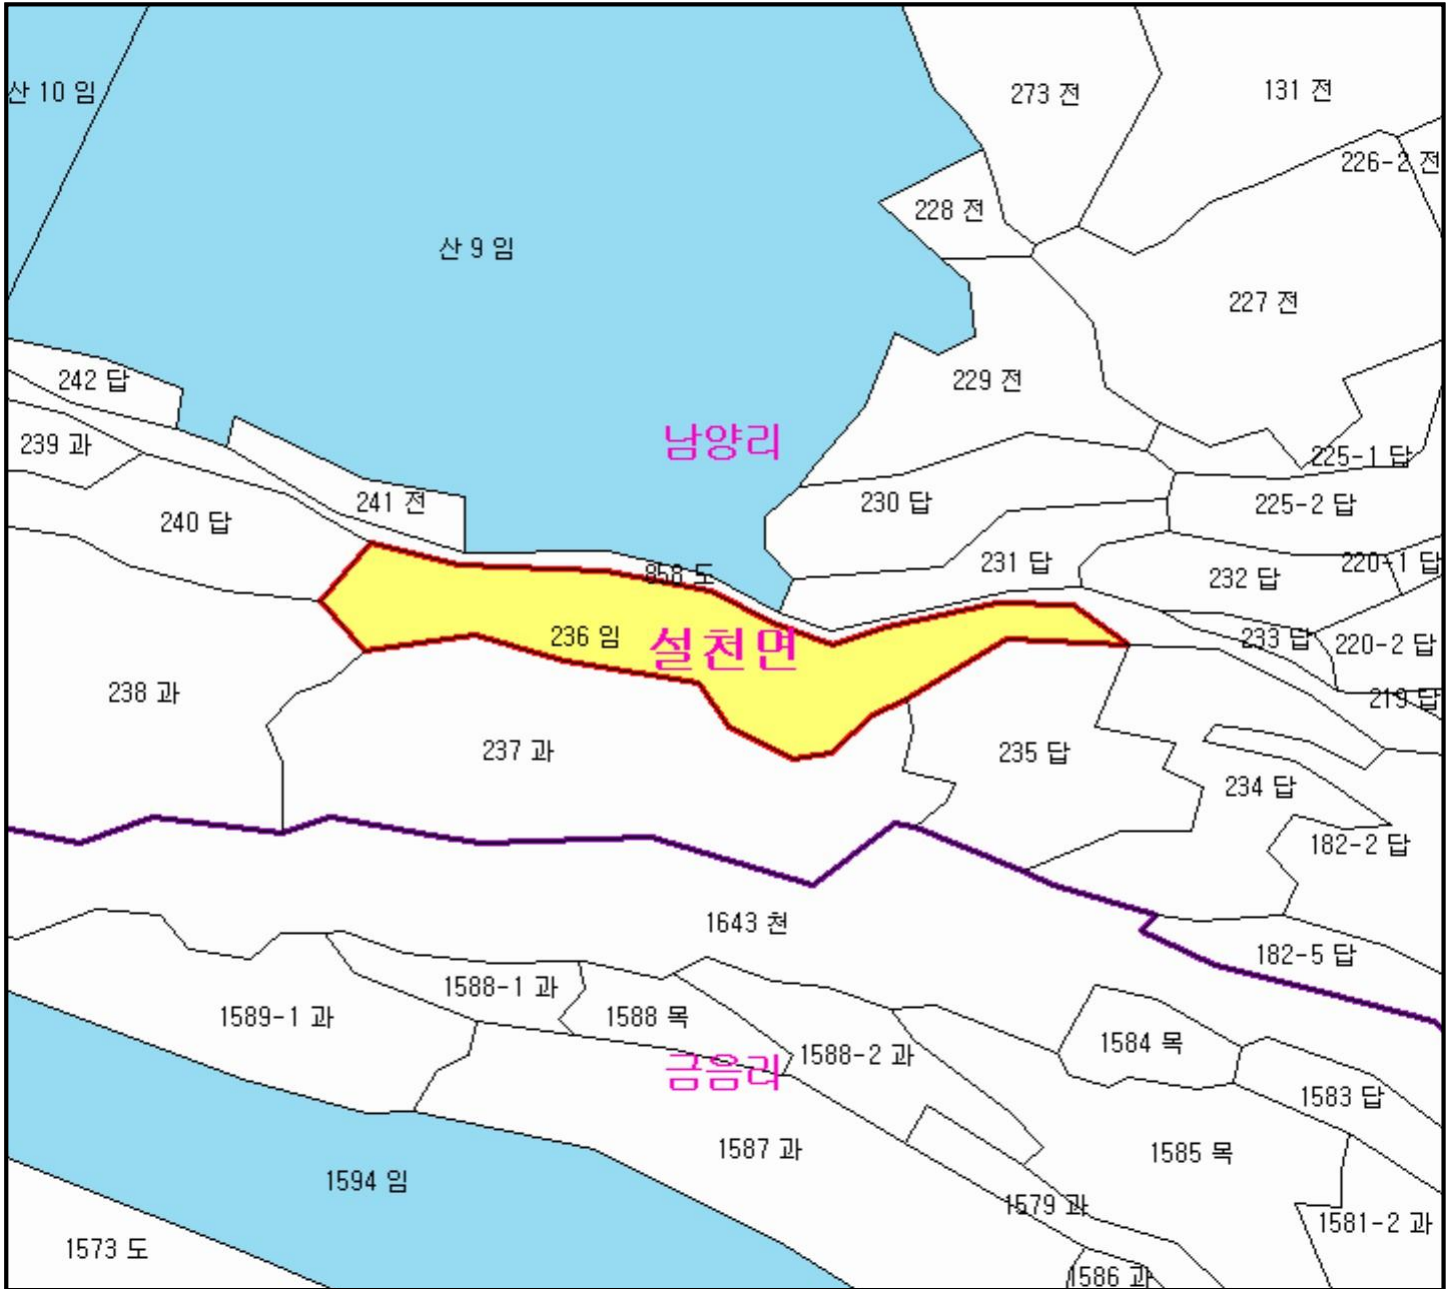 산 10 임
273 전
131 전
226-2 전
228 전
산 9 임
227 전
242 답
229 전
남양리
239 과
225-1 답
241 전
230 답
225-2 답
240 답
231 답
220-1 답
858 도
232 답
236 임
설천면
233 답
220-2 답
238 과
219 답
237 과
235 답
234 답
182-2 답
1643 천
182-5 답
1588-1 과
1589-1 과
1588 목
1584 목
1588-2 과
금음리
1583 답
1587 과
1585 목
1594 임
1579 과
1581-2 과
1573 도
1586 과